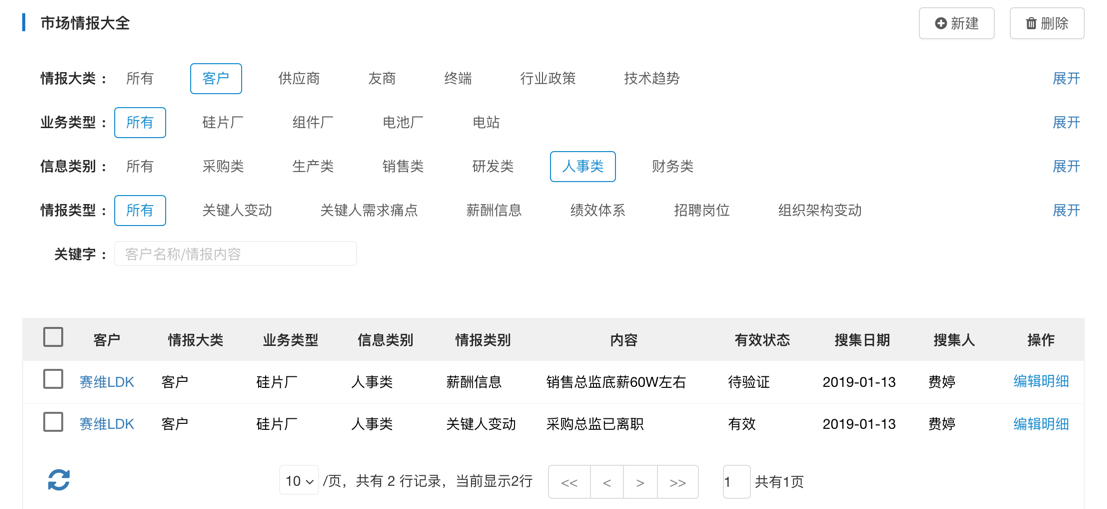 市场情报大全 新建 删除
情报大类： 所有 客户 供应商 友商 终端 行业政策 技术趋势 展开
业务类型： 所有 硅片厂 组件厂 电池厂 电站 展开
信息类别： 所有 采购类 生产类 销售类 研发类 人事类 财务类 展开
情报类型： 所有 关键人变动 关键人需求痛点 薪酬信息 绩效体系 招聘岗位 组织架构变动 展开
关键字： 客户名称/情报内容
客户 情报大类 业务类型 信息类别 情报类别 内容 有效状态 搜集日期 搜集人 操作
赛维LDK 客户 硅片厂 人事类 薪酬信息 销售总监底薪60W左右 待验证 2019-01-13 费婷 编辑明细
赛维LDK 客户 硅片厂 人事类 关键人变动 采购总监已离职 有效 2019-01-13 费婷 编辑明细
10 /页，共有 2 行记录，当前显示2行 << < > >> 1 共有1页